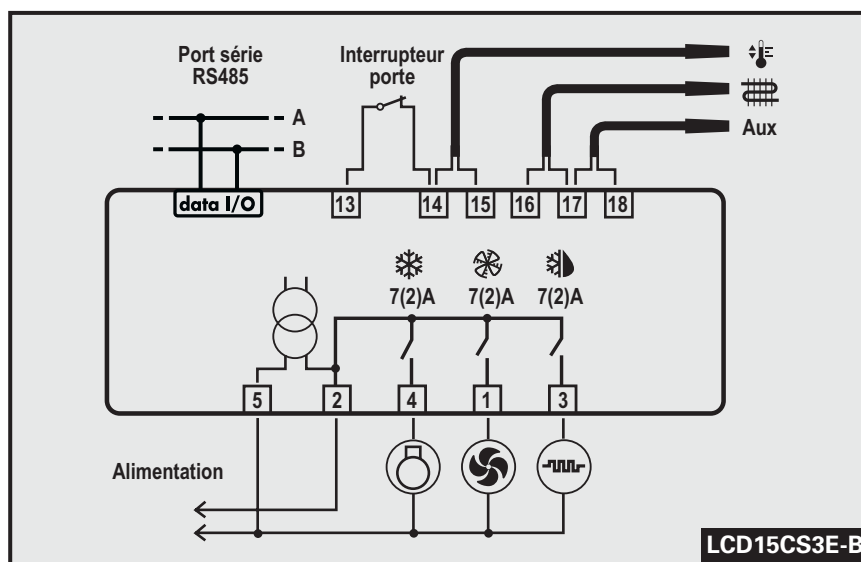 Port série
RS485
Interrupteur
porte
A
B
Aux
data I/O
13
14
15
16
17
18
7(2)A
7(2)A
7(2)A
5
2
4
1
3
Alimentation
LCD15CS3E-B